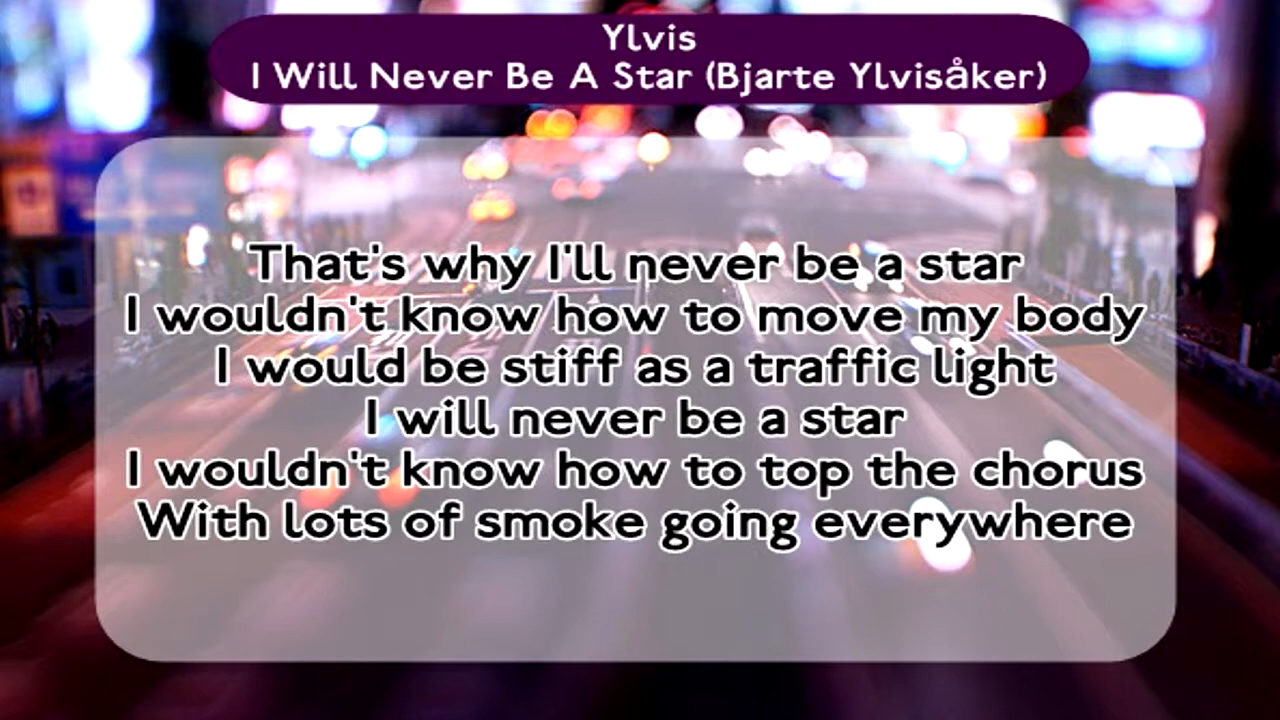 Ylvis
I Will Never Be A Star (Bjarte Ylvisåker)
That's why I'll never be a star
I wouldn't know how to move my body
I would be stiff as a traffic light
I will never be a star
I wouldn't know how to top the chorus
With lots of smoke going everywhere